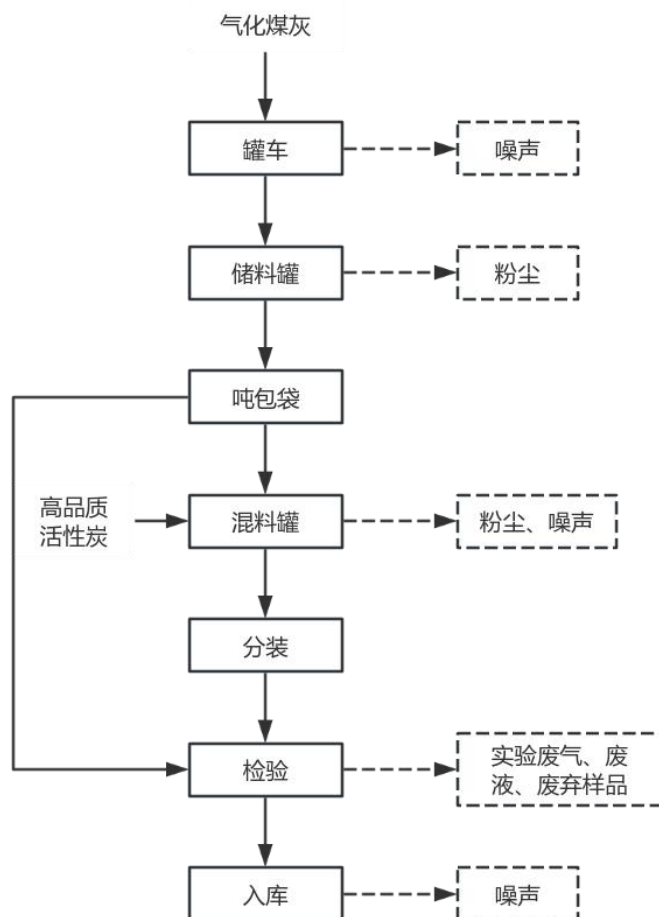 气化煤灰
罐车
噪声
储料罐
粉尘
吨包袋
高品质
活性炭
混料罐
粉尘、噪声
分装
检验
实验废气、废
液、废弃样品
入库
噪声